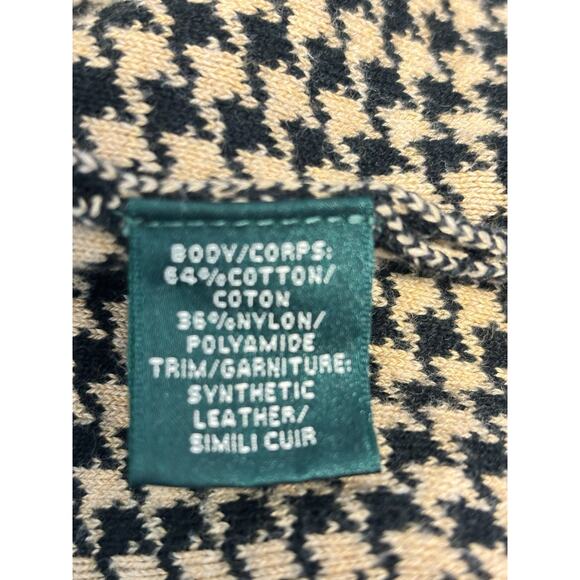 BODY/CORPS:
64%COTTON/
COTON
36%NYLON/
POLYAMIDE
TRIM/GARNITURE:
SYNTHETIC
LEATHER/
SIMILI CUIR